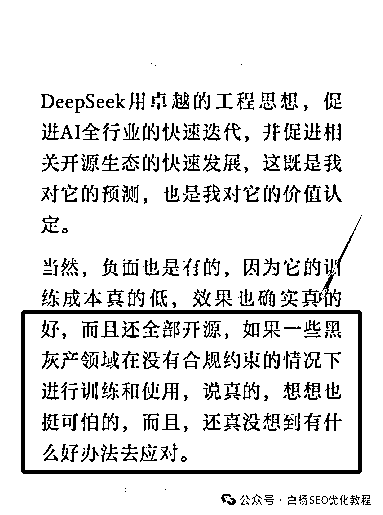 DeepSeek用卓越的工程思想，促
进AI全行业的快速迭代，并促进相
关开源生态的快速发展，这既是我
对它的预测，也是我对它的价值认
定。
当然，负面也是有的，因为它的训
练成本真的低，效果也确实真的
好，而且还全部开源，如果一些黑
灰产领域在没有合规约束的情况下
进行训练和使用，说真的，想想也
挺可怕的，而且，还真没想到有什
么好办法去应对。
公众号·白杨SEO优化教程